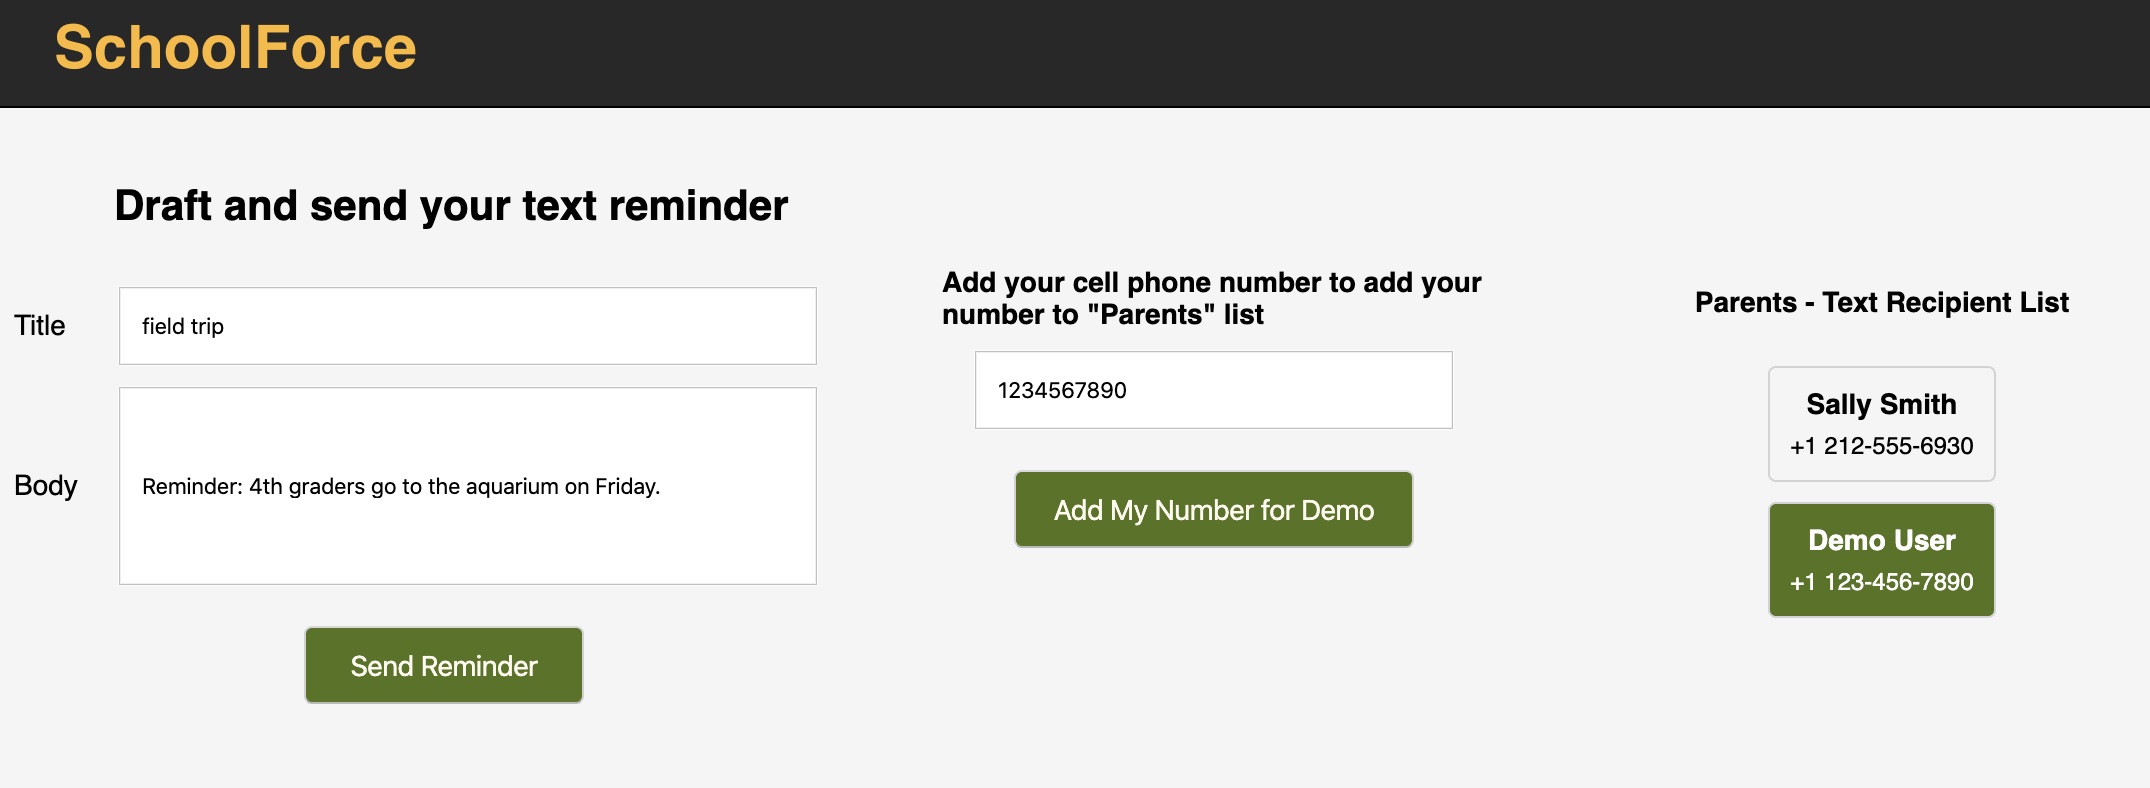 SchoolForce
Draft and send your text reminder
Title
field trip
Body
Reminder: 4th graders go to the aquarium on Friday.
Send Reminder
Add your cell phone number to add your
number to "Parents" list
1234567890
Add My Number for Demo
Parents - Text Recipient List
Sally Smith
+1 212-555-6930
Demo User
+1 123-456-7890